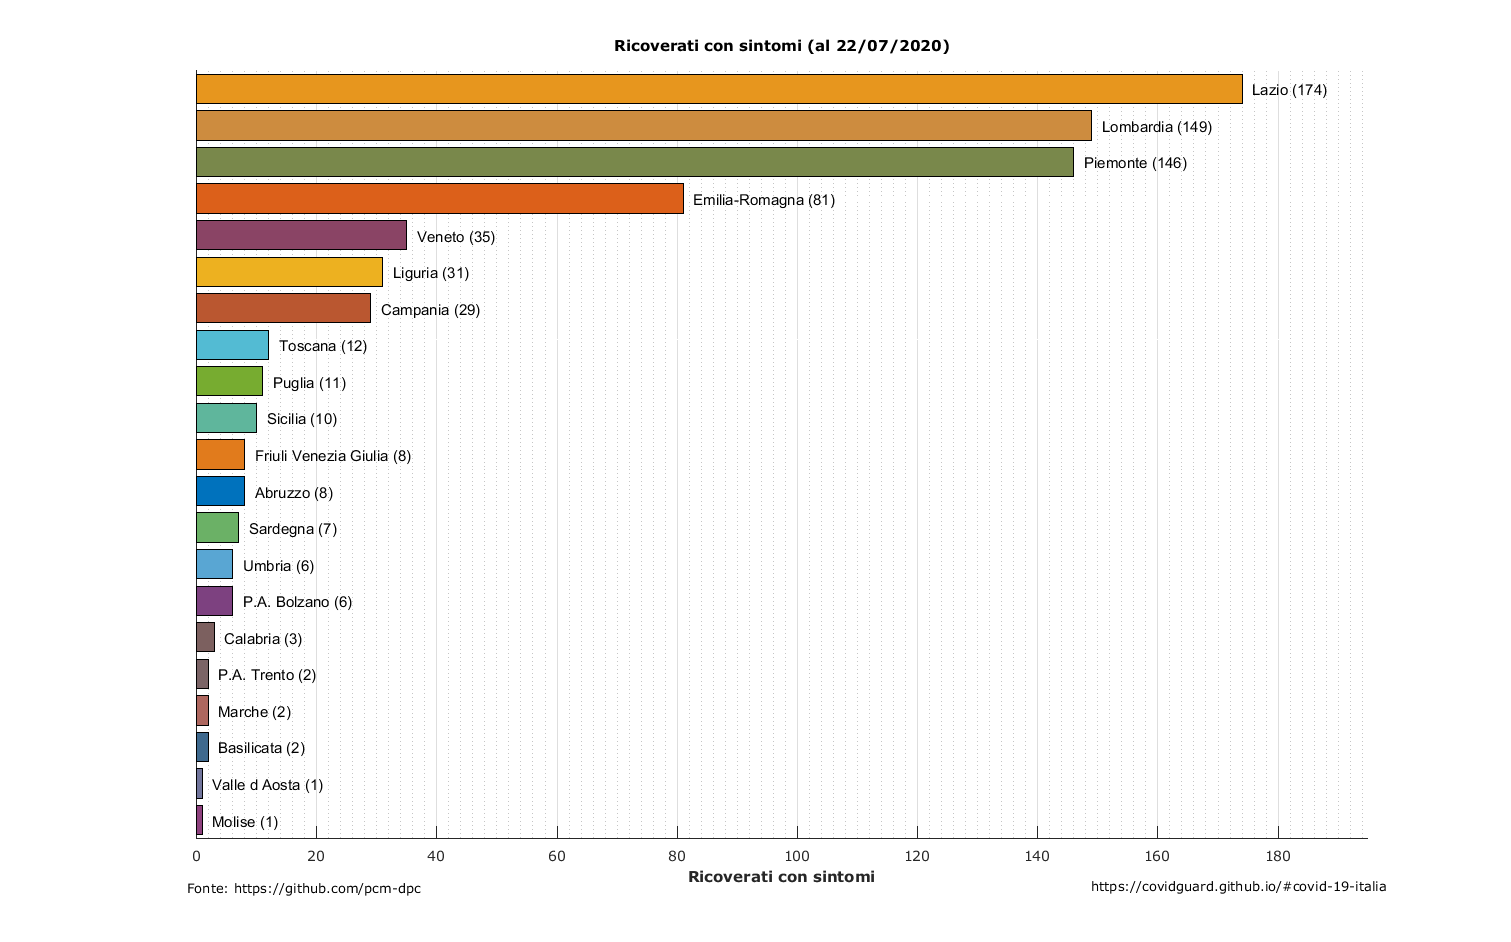 Ricoverati con sintomi (al 22/07/2020)
Lazio (174)
Lombardia (149)
Piemonte (146)
Emilia-Romagna (81)
Veneto (35)
Liguria (31)
Campania (29)
Toscana (12)
Puglia (11)
Sicilia (10)
Friuli Venezia Giulia (8)
Abruzzo (8)
Sardegna (7)
Umbria (6)
P.A. Bolzano (6)
Calabria (3)
P.A. Trento (2)
Marche (2)
Basilicata (2)
Valle d Aosta (1)
Molise (1)
0 20 40 60 80 100 120 140 160 180
Ricoverati con sintomi
Fonte: https://github.com/pcm-dpc
https://covidguard.github.io/#covid-19-italia